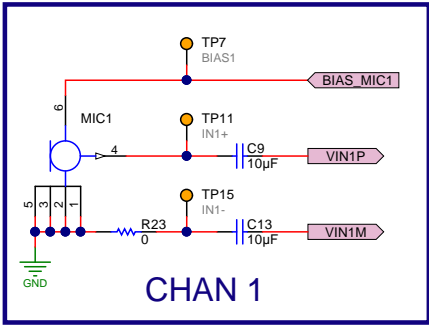 TP7
BIAS1
BIAS_MIC1
6
MIC1
TP11
IN1+
4
C9
10µF
VIN1P
TP15
IN1-
5
3
2
1
R23
0
C13
10µF
VIN1M
GND
CHAN 1